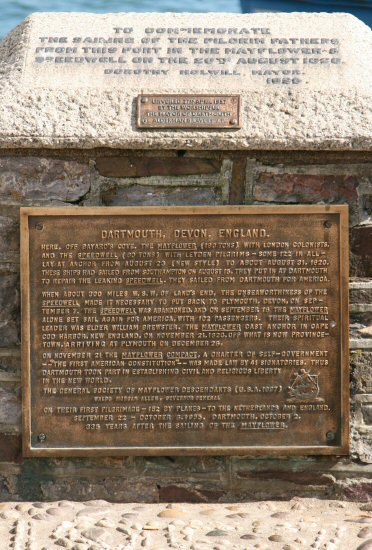 TO COMMEMORATE
THE SAILING OF THE PILGRIM FATHERS
FROM THIS PORT IN THE MAYFLOWER &
SPEEDWELL ON THE 20TH AUGUST 1620
DOROTHY HOLWILL, MAYOR.
DARTMOUTH, DEVON, ENGLAND.
HERE, OFF BAYARD'S COVE, THE MAYFLOWER (180 TONS) WITH LONDON COLONISTS,
AND THE SPEEDWELL (60 TONS) WITH LEYDEN PILGRIMS - SOME 122 IN ALL -
LAY AT ANCHOR FROM AUGUST 23 (NEW STYLE) TO ABOUT AUGUST 31, 1620.
THESE SHIPS HAD SAILED FROM SOUTHAMPTON ON AUGUST 15. THEY PUT IN AT DARTMOUTH
TO REPAIR THE LEAKING SPEEDWELL. THEY SAILED FROM DARTMOUTH FOR AMERICA.
WHEN ABOUT 300 MILES W.S.W. OF LAND'S END, THE UNSEAWORTHINESS OF THE
SPEEDWELL MADE IT NECESSARY TO PUT BACK TO PLYMOUTH, DEVON, ON SEP-
TEMBER 7. THE SPEEDWELL WAS ABANDONED, AND ON SEPTEMBER 16 THE MAYFLOWER
ALONE SET SAIL AGAIN FOR AMERICA, WITH 102 PASSENGERS. THEIR SPIRITUAL
LEADER WAS ELDER WILLIAM BREWSTER. THE MAYFLOWER CAST ANCHOR IN CAPE
COD HARBOR, NEW ENGLAND, ON NOVEMBER 21, 1620, OFF WHAT IS NOW PROVINCE-
TOWN, ARRIVING AT PLYMOUTH ON DECEMBER 26.
ON NOVEMBER 21 THE MAYFLOWER COMPACT, A CHARTER OF SELF-GOVERNMENT
- "THE FIRST AMERICAN CONSTITUTION" - WAS MADE LAW BY 41 SIGNATORIES. THUS
DARTMOUTH TOOK PART IN ESTABLISHING CIVIL AND RELIGIOUS LIBERTY
IN THE NEW WORLD.
THE GENERAL SOCIETY OF MAYFLOWER DESCENDANTS (U.S.A. 1897)
WALDO MORGAN ALLEN, GOVERNOR GENERAL
ON THEIR FIRST PILGRIMAGE - 152 BY PLANES - TO THE NETHERLANDS AND ENGLAND,
SEPTEMBER 22 - OCTOBER 5, 1955. DARTMOUTH, OCTOBER 2.
335 YEARS AFTER THE SAILING OF THE MAYFLOWER.